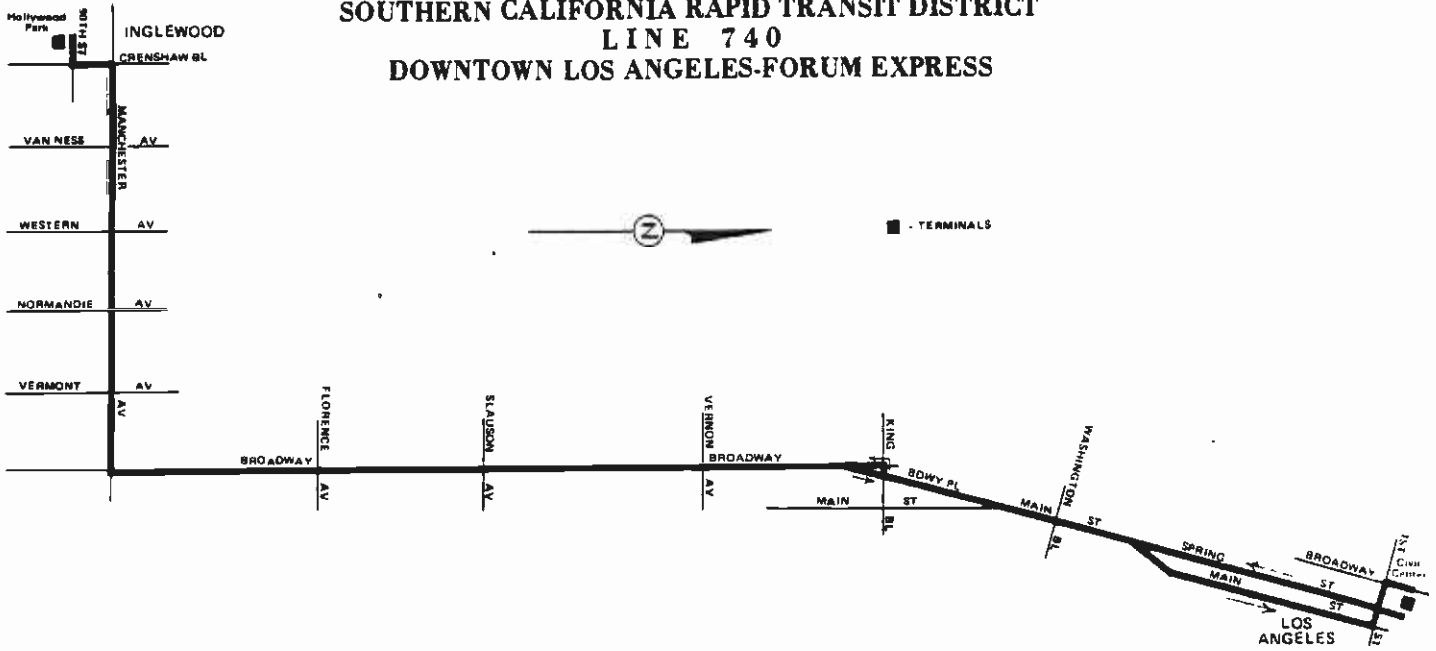 SOUTHERN CALIFORNIA RAPID TRANSIT DISTRICT
LINE 740
DOWNTOWN LOS ANGELES-FORUM EXPRESS
Hollywood
Park
90TH ST
INGLEWOOD
CRENSHAW BL
MANCHESTER
VAN NESS AV
WESTERN AV
Z
- TERMINALS
NORMANDIE AV
VERMONT AV
AV
FLORENCE
AV
SLAUSON
AV
VERNON
AV
KING
BL
WASHINGTON
BL
BROADWAY
BROADWAY
BDWY PL
MAIN ST
MAIN ST
SPRING ST
MAIN ST
BROADWAY
1ST
ST
Civic
Center
LOS
ANGELES